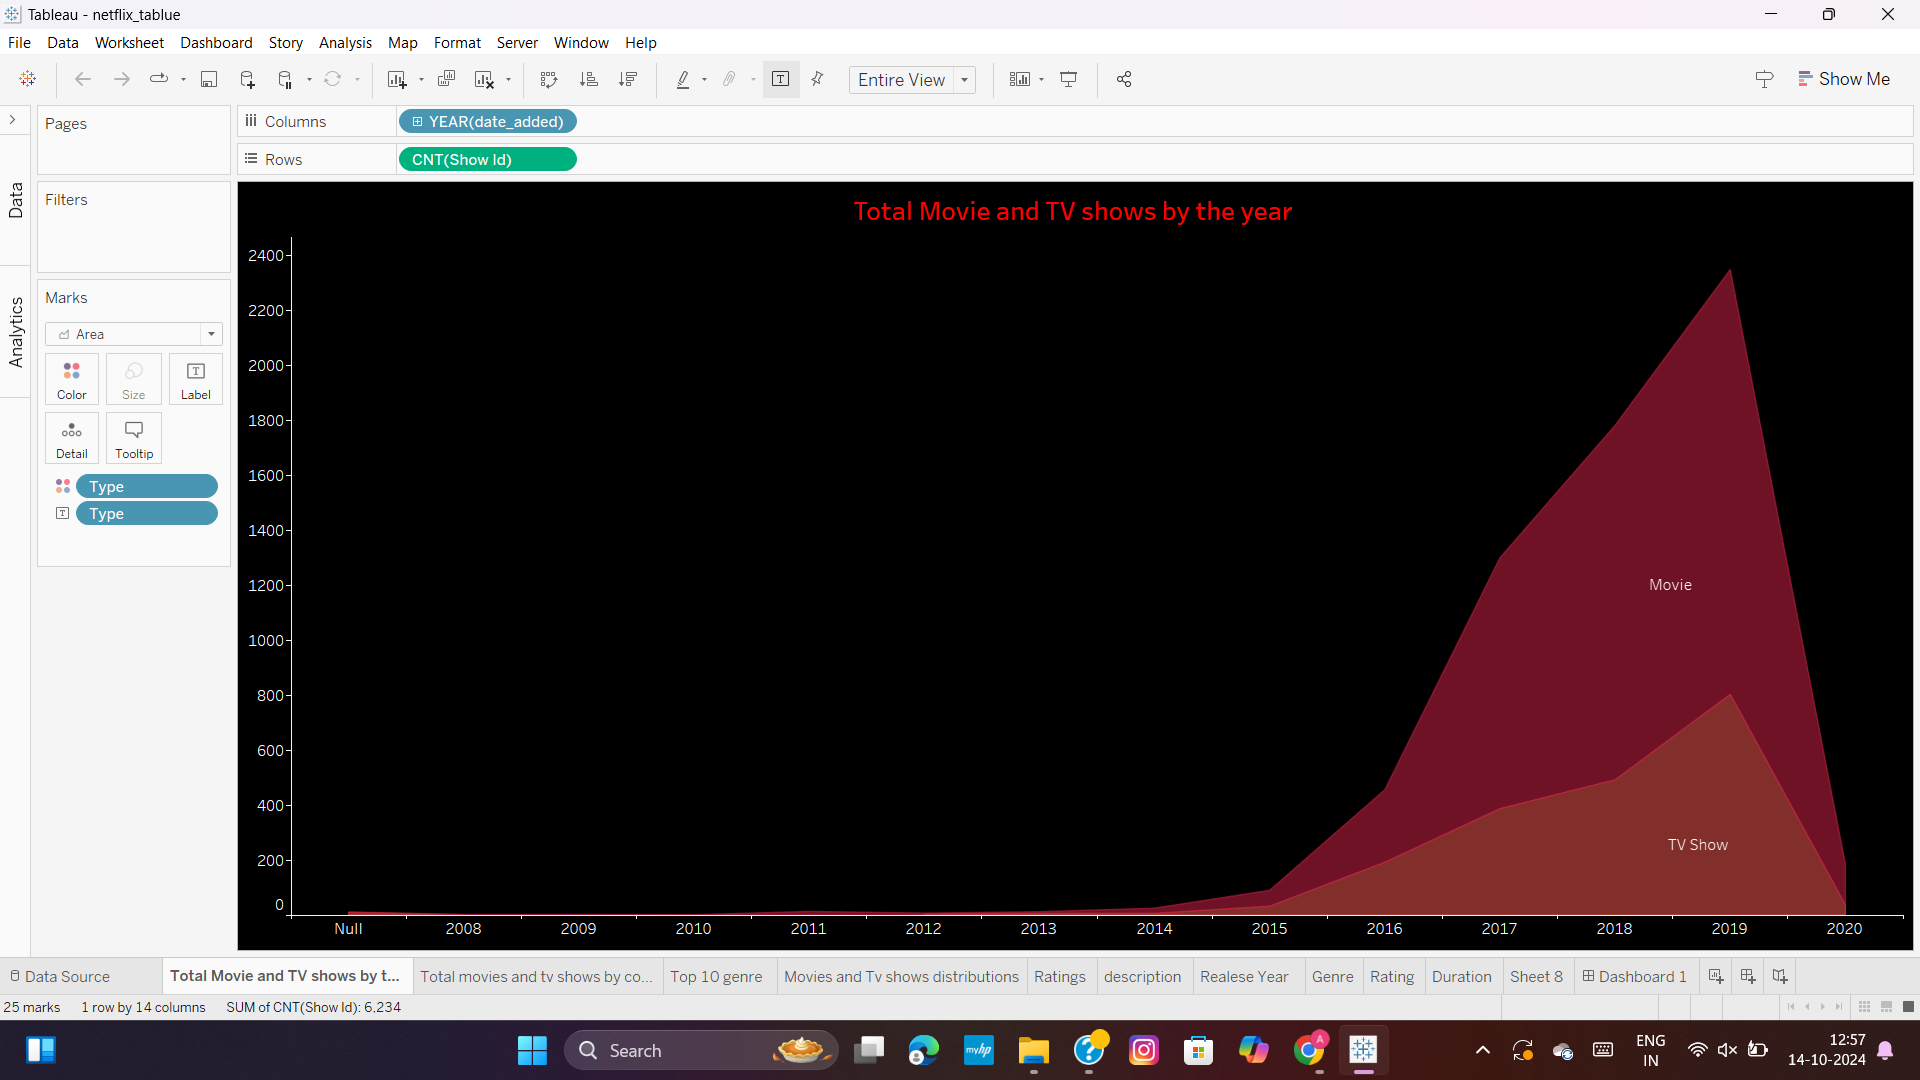 Tableau - netflix_tablue
File Data Worksheet Dashboard Story Analysis Map Format Server Window Help
T Entire View Show Me
Pages
Columns YEAR(date_added)
Rows CNT(Show Id)
Data
Filters
Analytics
Marks
Area
Color Size Label
Detail Tooltip
Type
Type
Total Movie and TV shows by the year
2400
2200
2000
1800
1600
1400
1200
1000
800
600
400
200
0
Movie
TV Show
Null 2008 2009 2010 2011 2012 2013 2014 2015 2016 2017 2018 2019 2020
Data Source Total Movie and TV shows by t... Total movies and tv shows by co... Top 10 genre Movies and Tv shows distributions Ratings description Realese Year Genre Rating Duration Sheet 8 Dashboard 1
25 marks 1 row by 14 columns SUM of CNT(Show Id): 6,234
Search myhp A ENG 12:57
IN 14-10-2024